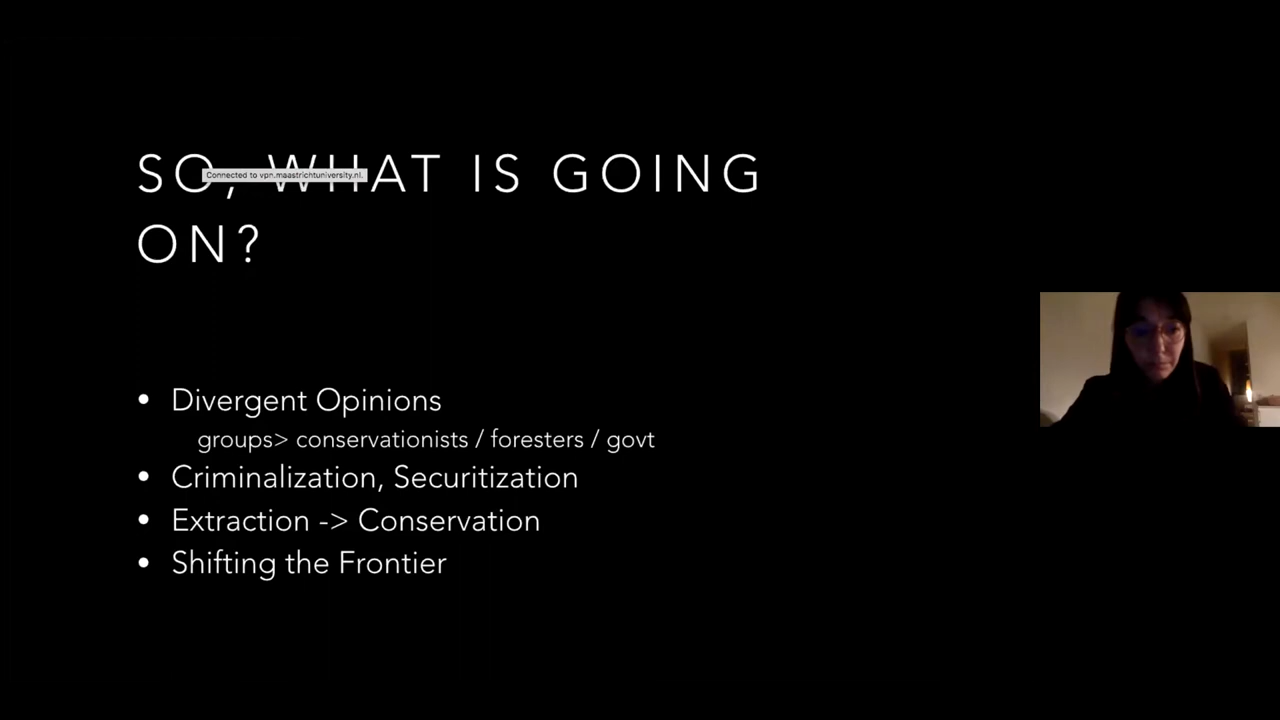 SO, WHAT IS GOING
Connected to vpn.maastrichtuniversity.nl.
ON?
• Divergent Opinions
groups> conservationists / foresters / govt
• Criminalization, Securitization
• Extraction -> Conservation
• Shifting the Frontier